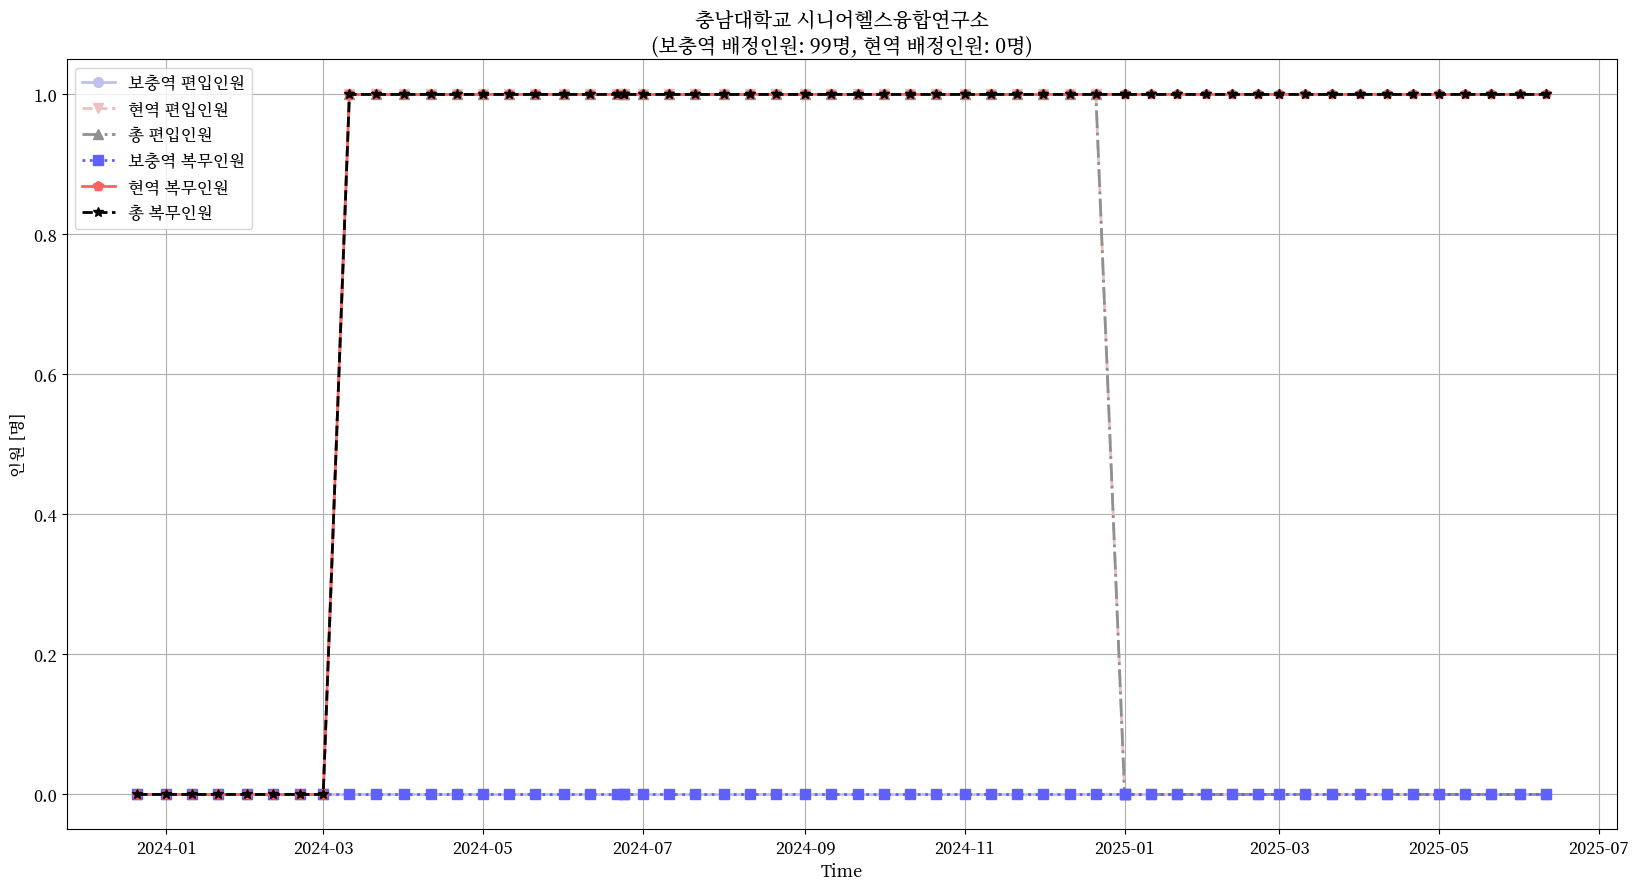 충남대학교 시니어헬스융합연구소
(보충역 배정인원: 99명, 현역 배정인원: 0명)
보충역 편입인원
현역 편입인원
총 편입인원
보충역 복무인원
현역 복무인원
총 복무인원
인원 [명]
1.0
0.8
0.6
0.4
0.2
0.0
2024-01
2024-03
2024-05
2024-07
2024-09
2024-11
2025-01
2025-03
2025-05
2025-07
Time